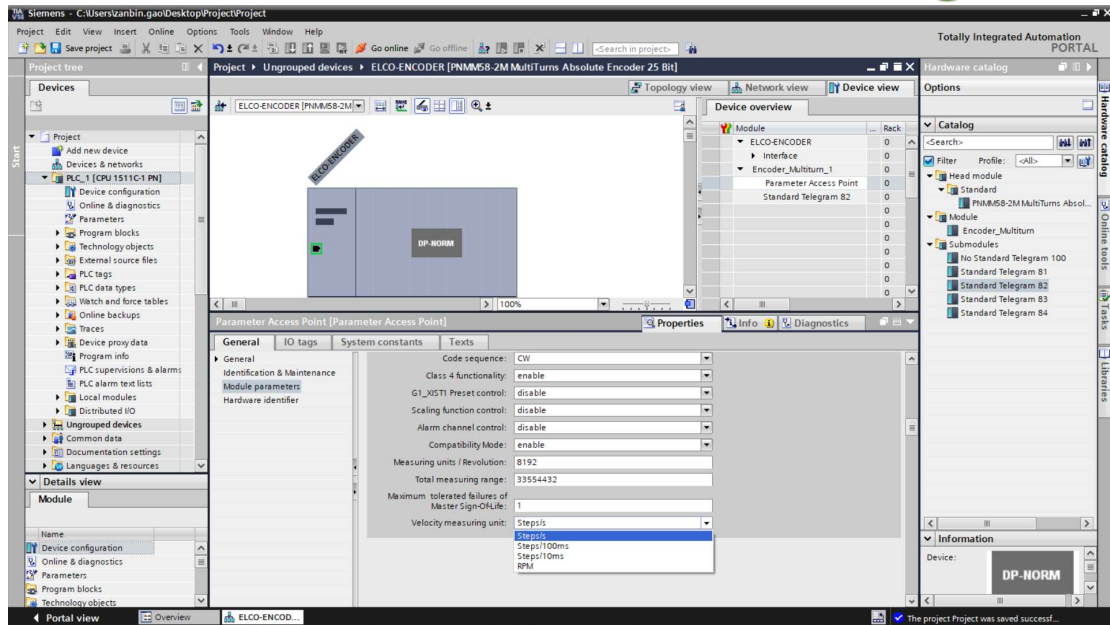 Siemens - C:\Users\zanbin.gao\Desktop\Project\Project
Project Edit View Insert Online Options Tools Window Help
Totally Integrated Automation
PORTAL
Save project
Go online
Go offline
<Search in project>
Project tree
Project ▸ Ungrouped devices ▸ ELCO-ENCODER [PNMM58-2M MultiTurns Absolute Encoder 25 Bit]
Hardware catalog
Devices
Topology view
Network view
Device view
Options
ELCO-ENCODER [PNMM58-2M
Device overview
Module
... Rack
ELCO-ENCODER 0
Interface 0
Encoder_Multiturn_1 0
Parameter Access Point 0
Standard Telegram 82 0
0
0
0
0
0
0
ELCO-ENCODER
DP-NORM
100%
Project
Add new device
Devices & networks
PLC_1 [CPU 1511C-1 PN]
Device configuration
Online & diagnostics
Parameters
Program blocks
Technology objects
External source files
PLC tags
PLC data types
Watch and force tables
Online backups
Traces
Device proxy data
Program info
PLC supervisions & alarms
PLC alarm text lists
Local modules
Distributed I/O
Ungrouped devices
Common data
Documentation settings
Languages & resources
Details view
Module
Name
Device configuration
Online & diagnostics
Parameters
Program blocks
Technology objects
Parameter Access Point [Parameter Access Point]
Properties
Info
Diagnostics
General
IO tags
System constants
Texts
General
Identification & Maintenance
Module parameters
Hardware identifier
Code sequence: CW
Class 4 functionality: enable
G1_XIST1 Preset control: disable
Scaling function control: disable
Alarm channel control: disable
Compatibility Mode: enable
Measuring units / Revolution: 8192
Total measuring range: 33554432
Maximum tolerated failures of
Master Sign-Of-Life: 1
Velocity measuring unit: Steps/s
Steps/s
Steps/100ms
Steps/10ms
RPM
Catalog
<Search>
Filter Profile: <All>
Head module
Standard
PNMM58-2M MultiTurns Absol...
Module
Encoder_Multiturn
Submodules
No Standard Telegram 100
Standard Telegram 81
Standard Telegram 82
Standard Telegram 83
Standard Telegram 84
Information
Device:
DP-NORM
Hardware catalog
Online tools
Tasks
Libraries
Start
Portal view
Overview
ELCO-ENCOD...
The project Project was saved successf...